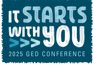 IT STARTS
WITH YOU
>>>>
2025 GED CONFERENCE